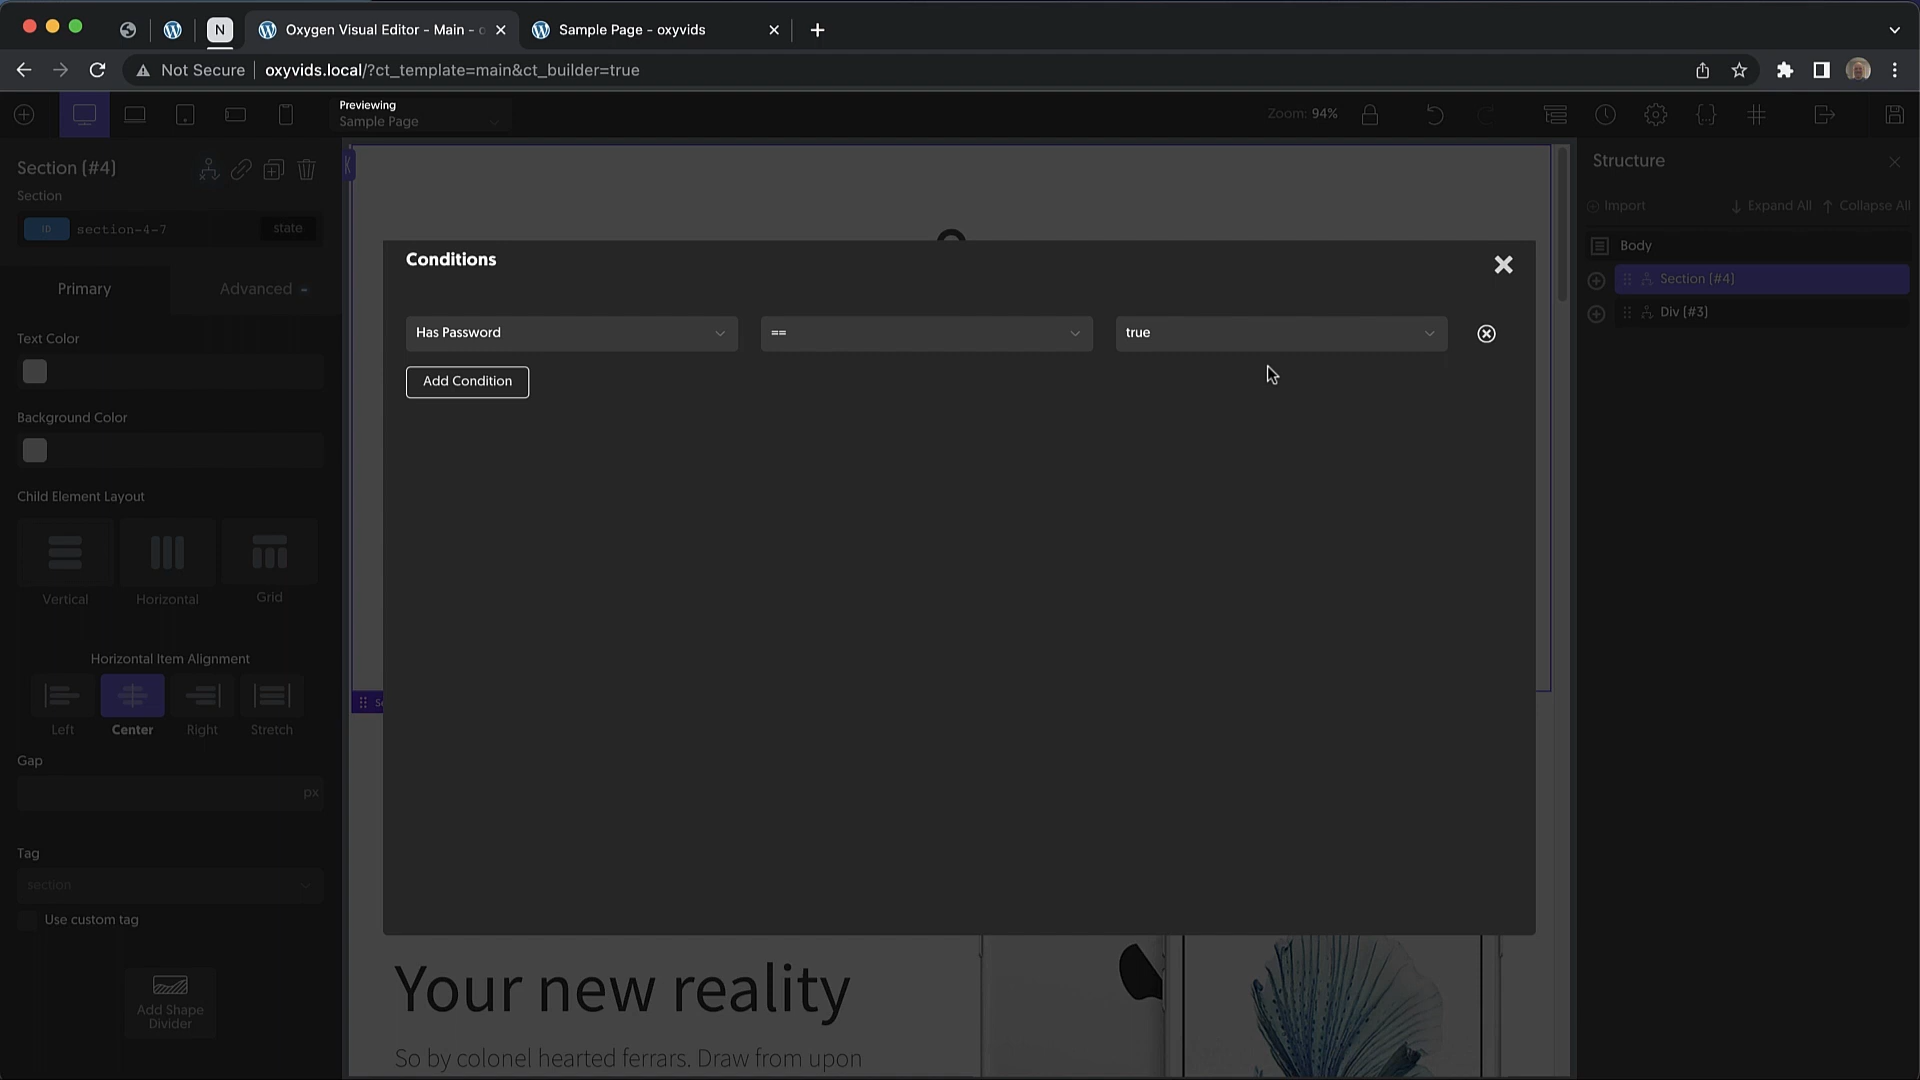 N
Oxygen Visual Editor - Main - o
Sample Page - oxyvids
Not Secure
oxyvids.local/?ct_template=main&ct_builder=true
Previewing
Sample Page
Zoom: 94%
Section (#4)
Section
ID
section-4-7
state
Primary
Advanced
Text Color
Background Color
Child Element Layout
Vertical
Horizontal
Grid
Horizontal Item Alignment
Left
Center
Right
Stretch
Gap
px
Tag
section
Use custom tag
Add Shape
Divider
Conditions
Has Password
==
true
Add Condition
Your new reality
So by colonel hearted ferrars. Draw from upon
Structure
Import
Expand All
Collapse All
Body
Section (#4)
Div (#3)